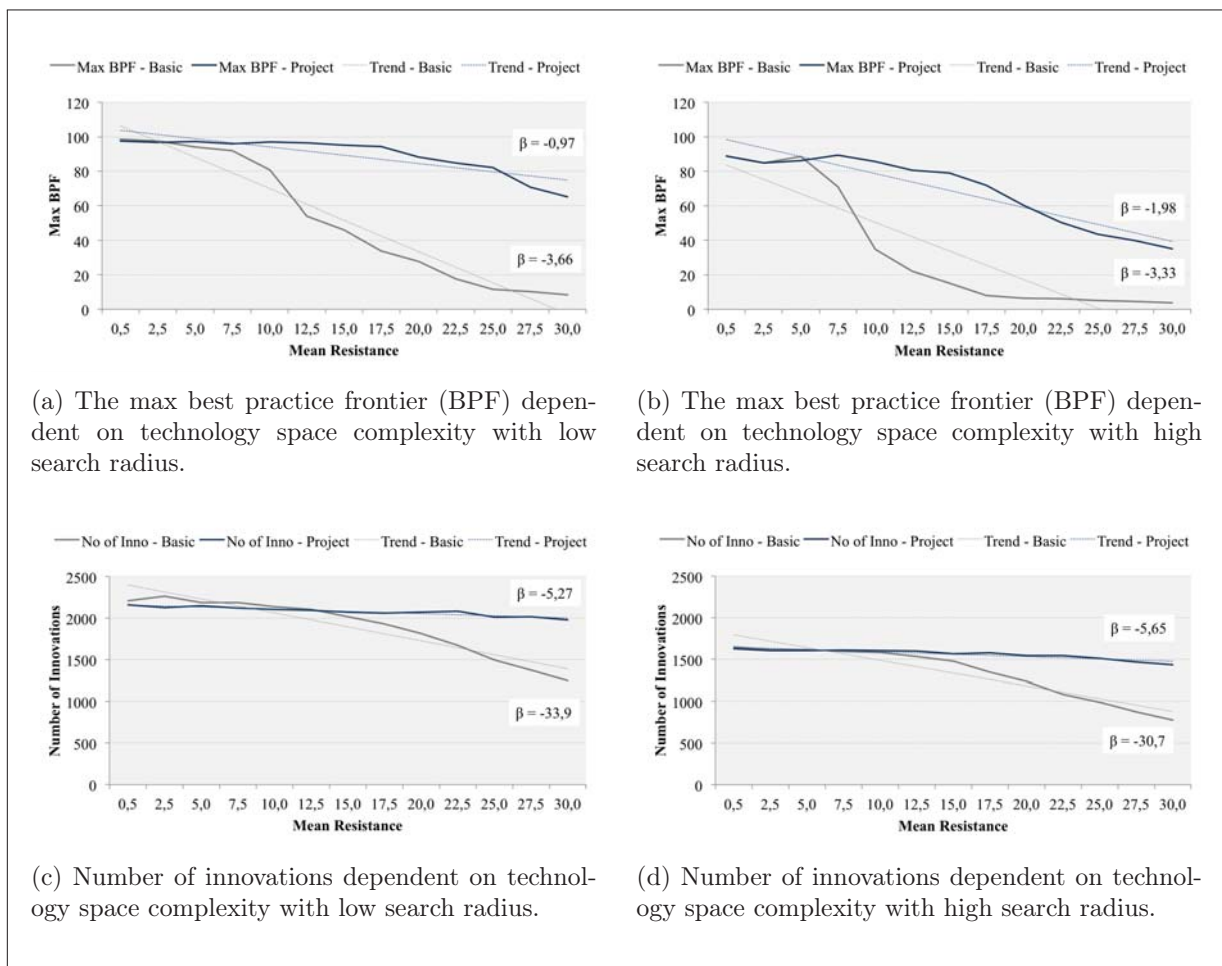 Max BPF - Basic Max BPF - Project Trend - Basic Trend - Project
120
100
80
60
40
20
0
Max BPF
β = -0,97
β = -3,66
0,5 2,5 5,0 7,5 10,0 12,5 15,0 17,5 20,0 22,5 25,0 27,5 30,0
Mean Resistance
(a) The max best practice frontier (BPF) depen-
dent on technology space complexity with low
search radius.
Max BPF - Basic Max BPF - Project Trend - Basic Trend - Project
120
100
80
60
40
20
0
Max BPF
β = -1,98
β = -3,33
0,5 2,5 5,0 7,5 10,0 12,5 15,0 17,5 20,0 22,5 25,0 27,5 30,0
Mean Resistance
(b) The max best practice frontier (BPF) depen-
dent on technology space complexity with high
search radius.
No of Inno - Basic No of Inno - Project Trend - Basic Trend - Project
2500
2000
1500
1000
500
0
Number of Innovations
β = -5,27
β = -33,9
0,5 2,5 5,0 7,5 10,0 12,5 15,0 17,5 20,0 22,5 25,0 27,5 30,0
Mean Resistance
(c) Number of innovations dependent on technol-
ogy space complexity with low search radius.
No of Inno - Basic No of Inno - Project Trend - Basic Trend - Project
2500
2000
1500
1000
500
0
Number of Innovations
β = -5,65
β = -30,7
0,5 2,5 5,0 7,5 10,0 12,5 15,0 17,5 20,0 22,5 25,0 27,5 30,0
Mean Resistance
(d) Number of innovations dependent on technol-
ogy space complexity with high search radius.